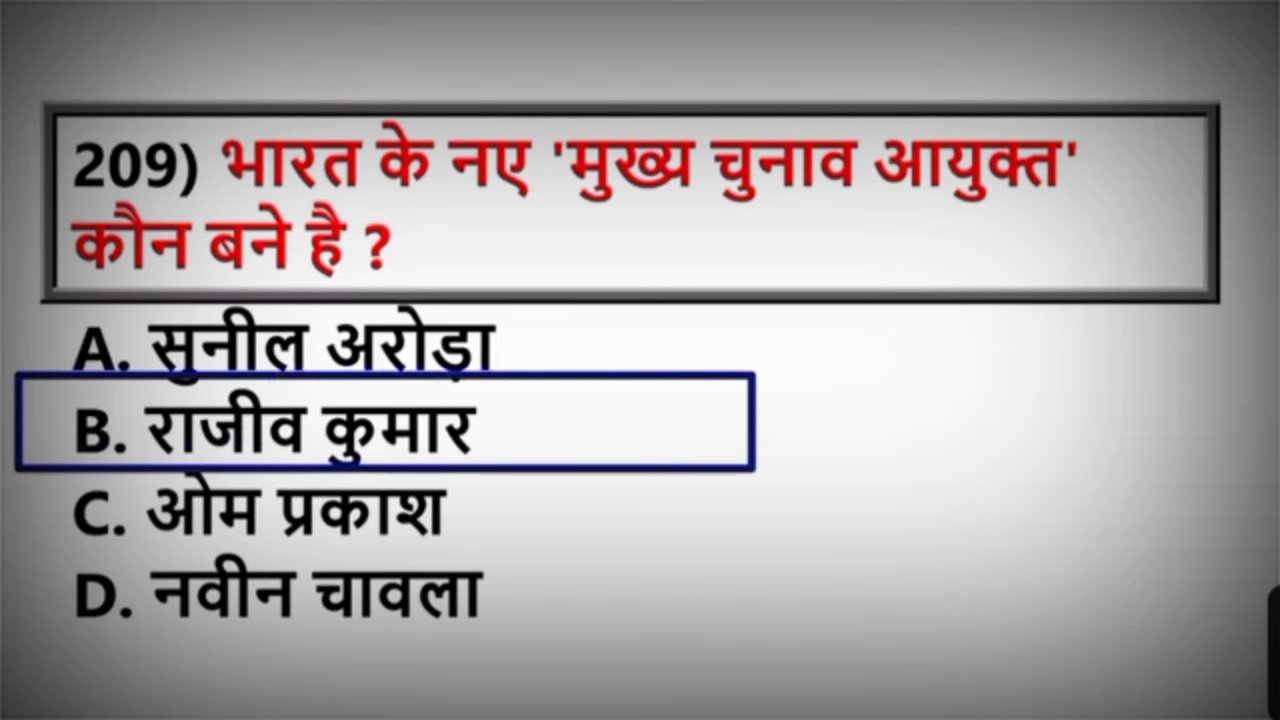 209) भारत के नए 'मुख्य चुनाव आयुक्त'
कौन बने है ?
A. सुनील अरोड़ा
B. राजीव कुमार
C. ओम प्रकाश
D. नवीन चावला